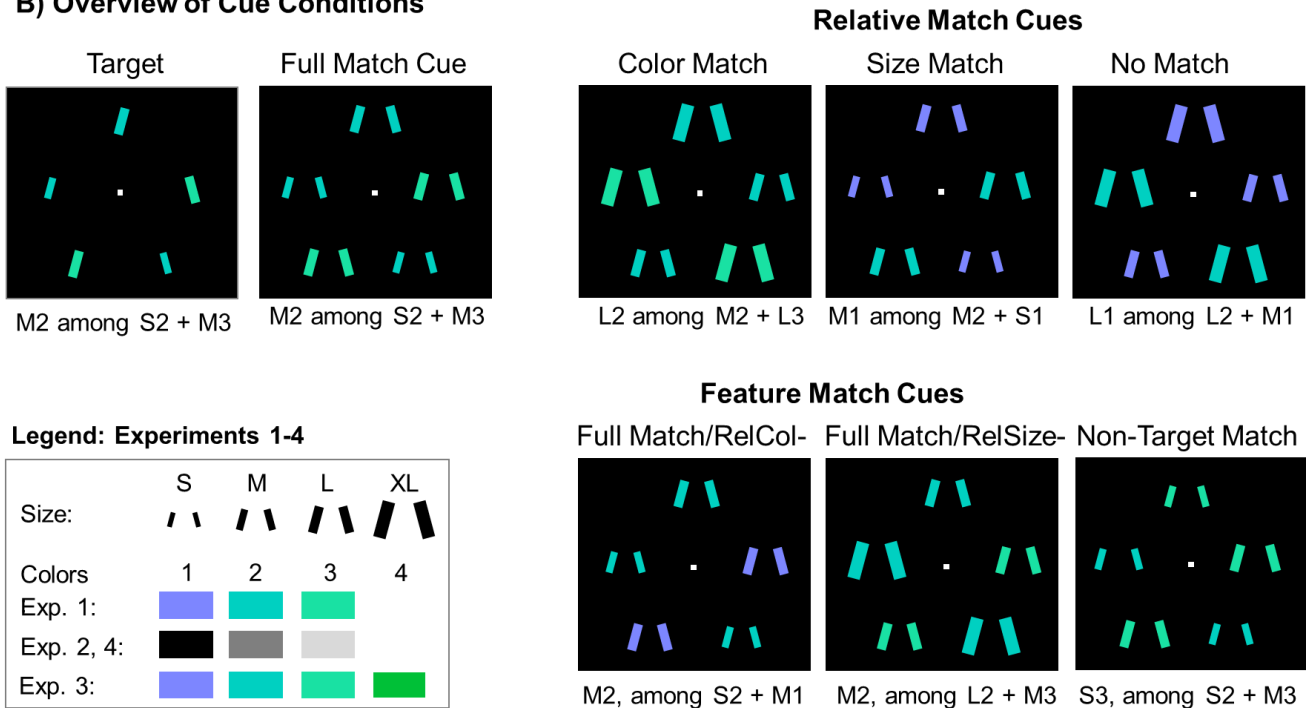 B) Overview of Cue Conditions
Relative Match Cues
Target
Full Match Cue
Color Match
Size Match
No Match
M2 among S2 + M3
M2 among S2 + M3
L2 among M2 + L3
M1 among M2 + S1
L1 among L2 + M1
Feature Match Cues
Full Match/RelCol-
Full Match/RelSize-
Non-Target Match
M2, among S2 + M1
M2, among L2 + M3
S3, among S2 + M3
Legend: Experiments 1-4
S M L XL
Size:
Colors 1 2 3 4
Exp. 1:
Exp. 2, 4:
Exp. 3: